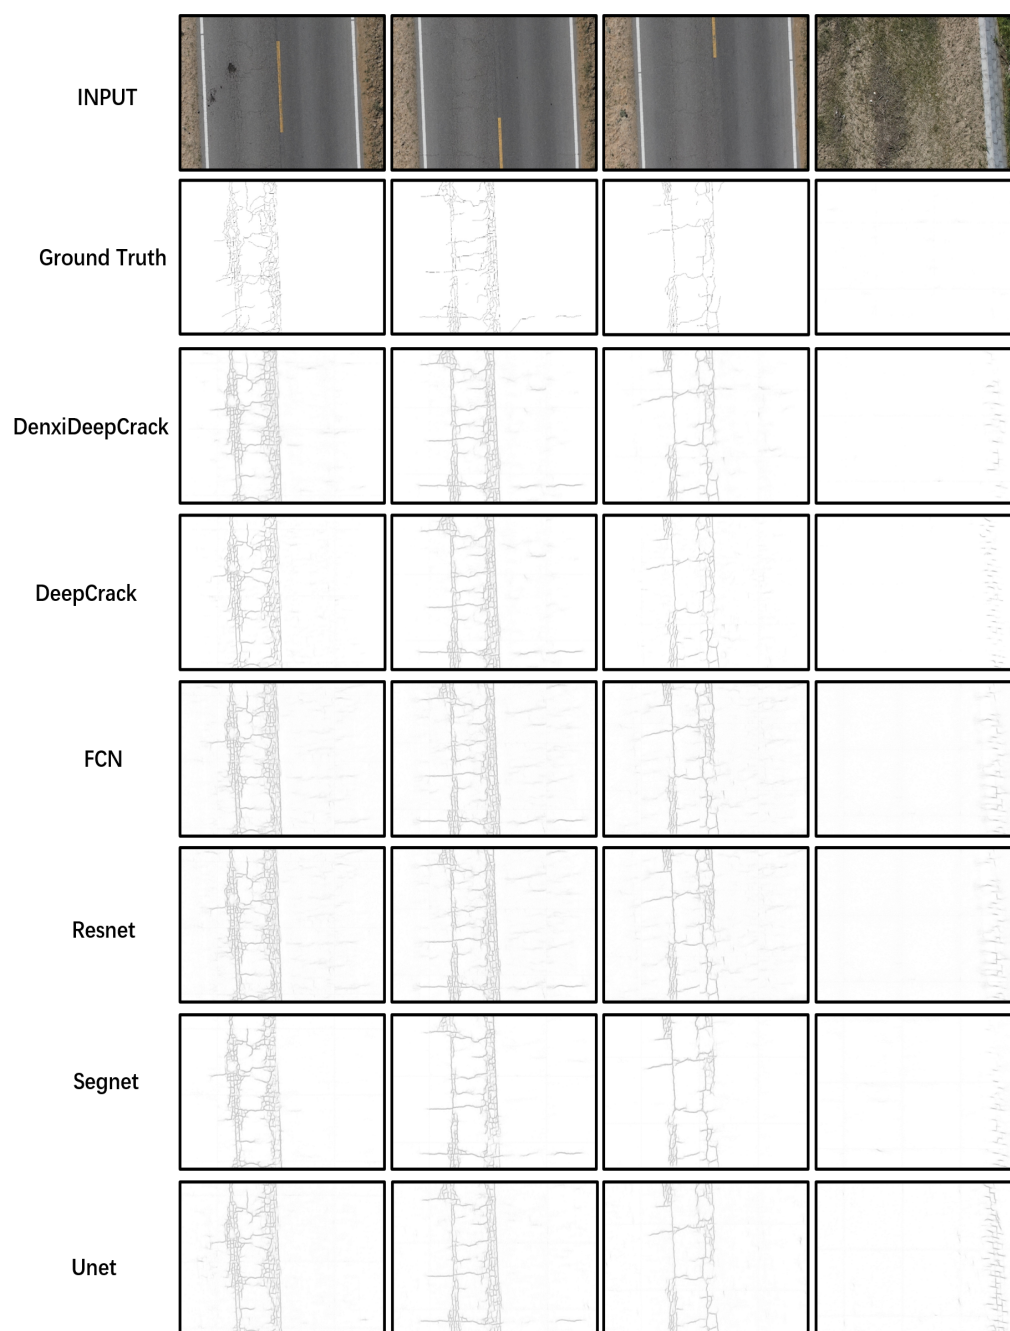 INPUT
Ground Truth
DenxiDeepCrack
DeepCrack
FCN
Resnet
Segnet
Unet